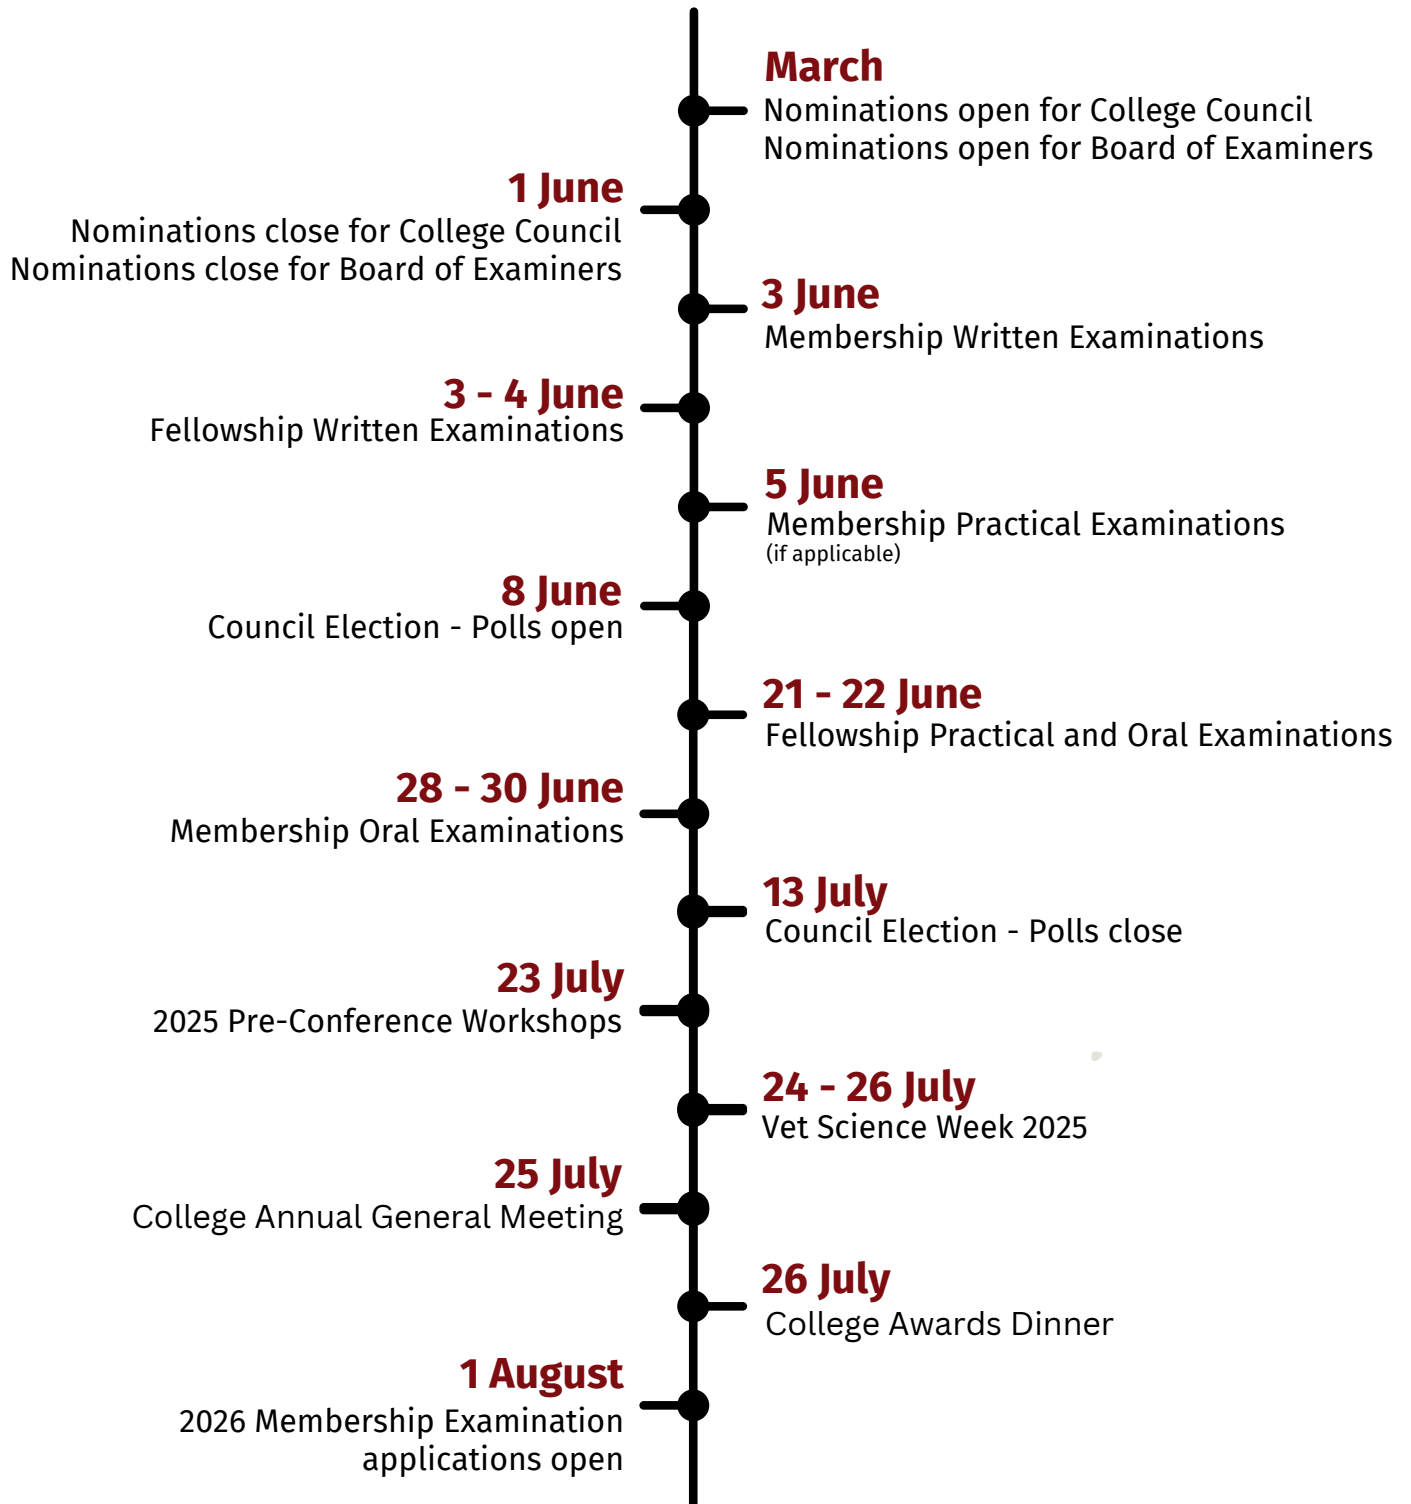 March
Nominations open for College Council
Nominations open for Board of Examiners
1 June
Nominations close for College Council
Nominations close for Board of Examiners
3 June
Membership Written Examinations
3 - 4 June
Fellowship Written Examinations
5 June
Membership Practical Examinations
(if applicable)
8 June
Council Election - Polls open
21 - 22 June
Fellowship Practical and Oral Examinations
28 - 30 June
Membership Oral Examinations
13 July
Council Election - Polls close
23 July
2025 Pre-Conference Workshops
24 - 26 July
Vet Science Week 2025
25 July
College Annual General Meeting
26 July
College Awards Dinner
1 August
2026 Membership Examination
applications open